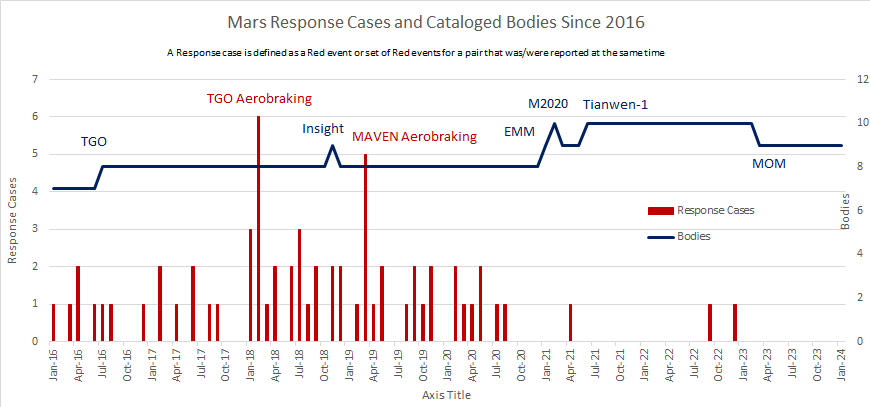 Mars Response Cases and Cataloged Bodies Since 2016
A Response case is defined as a Red event or set of Red events for a pair that was/were reported at the same time
7
6
5
4
3
2
1
0
Response Cases
12
10
8
6
4
2
0
Bodies
TGO
TGO Aerobraking
Insight
MAVEN Aerobraking
EMM
M2020
Tianwen-1
MOM
Response Cases
Bodies
Jan-16
Apr-16
Jul-16
Oct-16
Jan-17
Apr-17
Jul-17
Oct-17
Jan-18
Apr-18
Jul-18
Oct-18
Jan-19
Apr-19
Jul-19
Oct-19
Jan-20
Apr-20
Jul-20
Oct-20
Jan-21
Apr-21
Jul-21
Oct-21
Jan-22
Apr-22
Jul-22
Oct-22
Jan-23
Apr-23
Jul-23
Oct-23
Jan-24
Axis Title